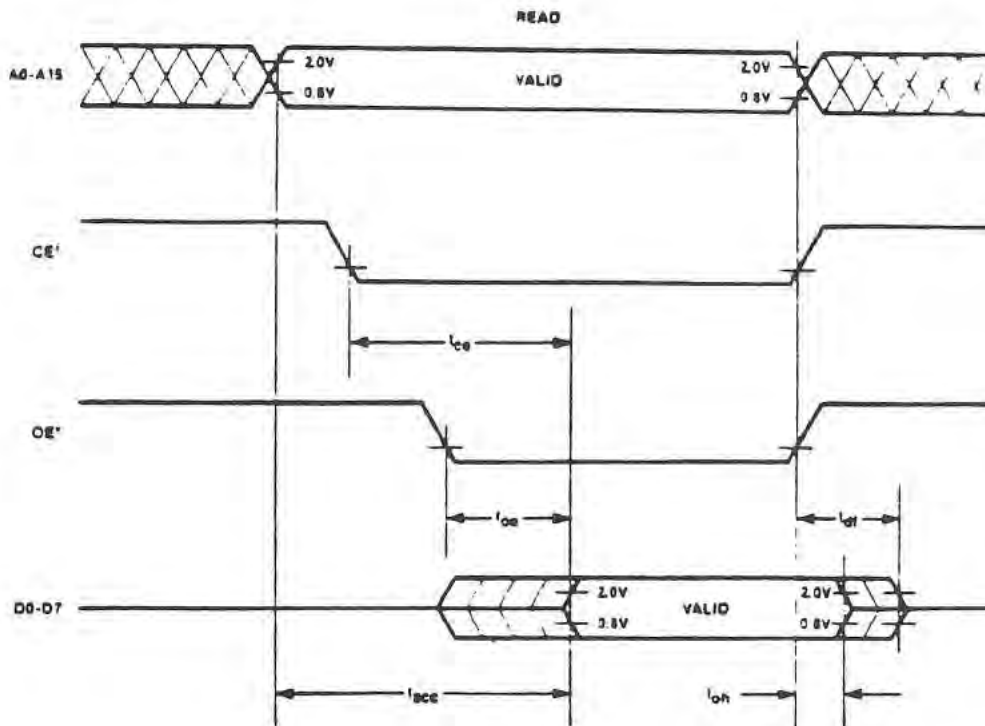 READ
A0-A15
2.0V
VALID
2.0V
0.8V
0.8V
CE'
tce
OE'
toe
tdf
D0-D7
2.0V
VALID
2.0V
0.8V
0.8V
tacc
toh